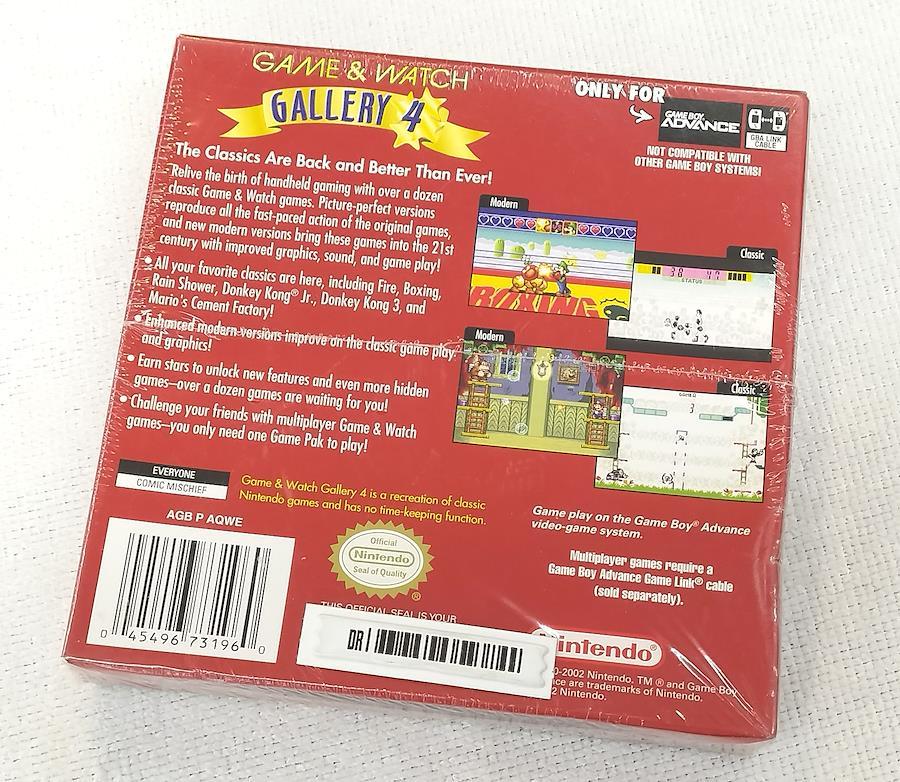 GAME & WATCH
GALLERY 4
ONLY FOR
GAME BOY
ADVANCE
GBA LINK
CABLE
NOT COMPATIBLE WITH
OTHER GAME BOY SYSTEMS!
The Classics Are Back and Better Than Ever!
Relive the birth of handheld gaming with over a dozen
classic Game & Watch games. Picture-perfect versions
reproduce all the fast-paced action of the original games,
and new modern versions bring these games into the 21st
century with improved graphics, sound, and game play!
• All your favorite classics are here, including Fire, Boxing,
Rain Shower, Donkey Kong® Jr., Donkey Kong 3, and
Mario's Cement Factory!
• Enhanced modern versions improve on the classic game play
and graphics!
• Earn stars to unlock new features and even more hidden
games–over a dozen games are waiting for you!
• Challenge your friends with multiplayer Game & Watch
games–you only need one Game Pak to play!
Modern
BOXING
Classic
STATUS
Modern
Classic
EVERYONE
COMIC MISCHIEF
Game & Watch Gallery 4 is a recreation of classic
Nintendo games and has no time-keeping function.
AGB P AQWE
0 45496 73196 0
Official
Nintendo
Seal of Quality
®
THIS OFFICIAL SEAL IS YOUR
DR
Game play on the Game Boy® Advance
video-game system.
Multiplayer games require a
Game Boy Advance Game Link® cable
(sold separately).
intendo®
-2002 Nintendo. TM, ® and Game Boy
ce are trademarks of Nintendo.
2 Nintendo.